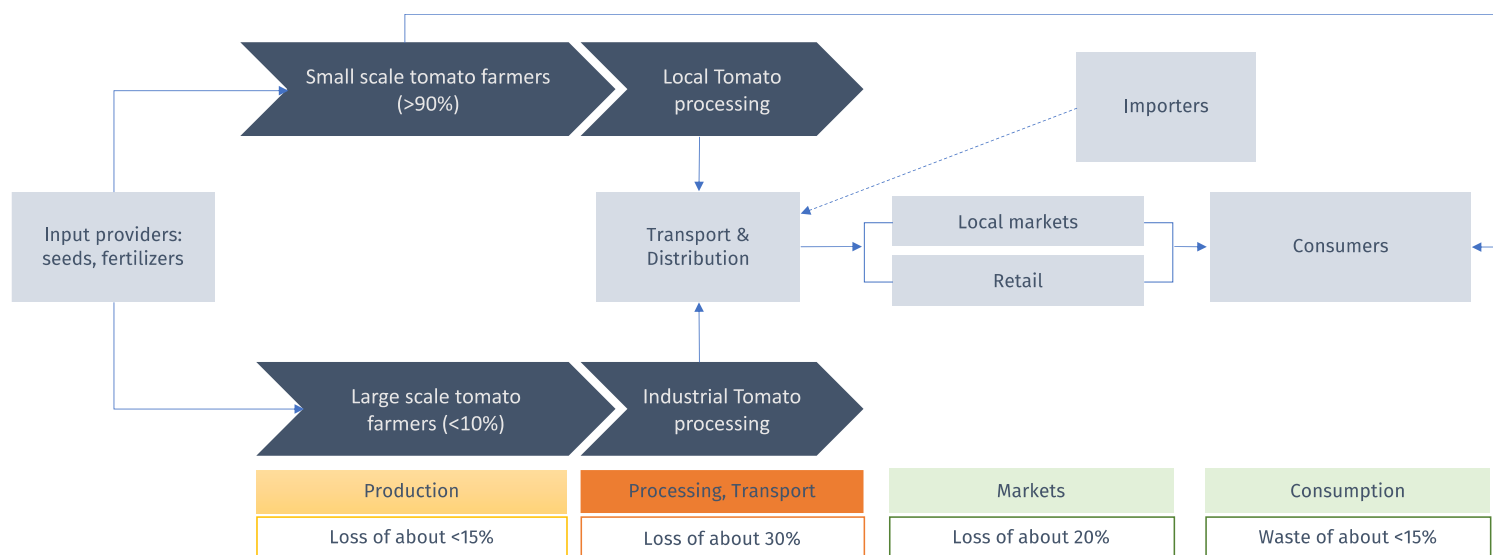 Small scale tomato farmers
(>90%)
Local Tomato
processing
Importers
Input providers:
seeds, fertilizers
Transport &
Distribution
Local markets
Retail
Consumers
Large scale tomato
farmers (<10%)
Industrial Tomato
processing
Production
Processing, Transport
Markets
Consumption
Loss of about <15%
Loss of about 30%
Loss of about 20%
Waste of about <15%